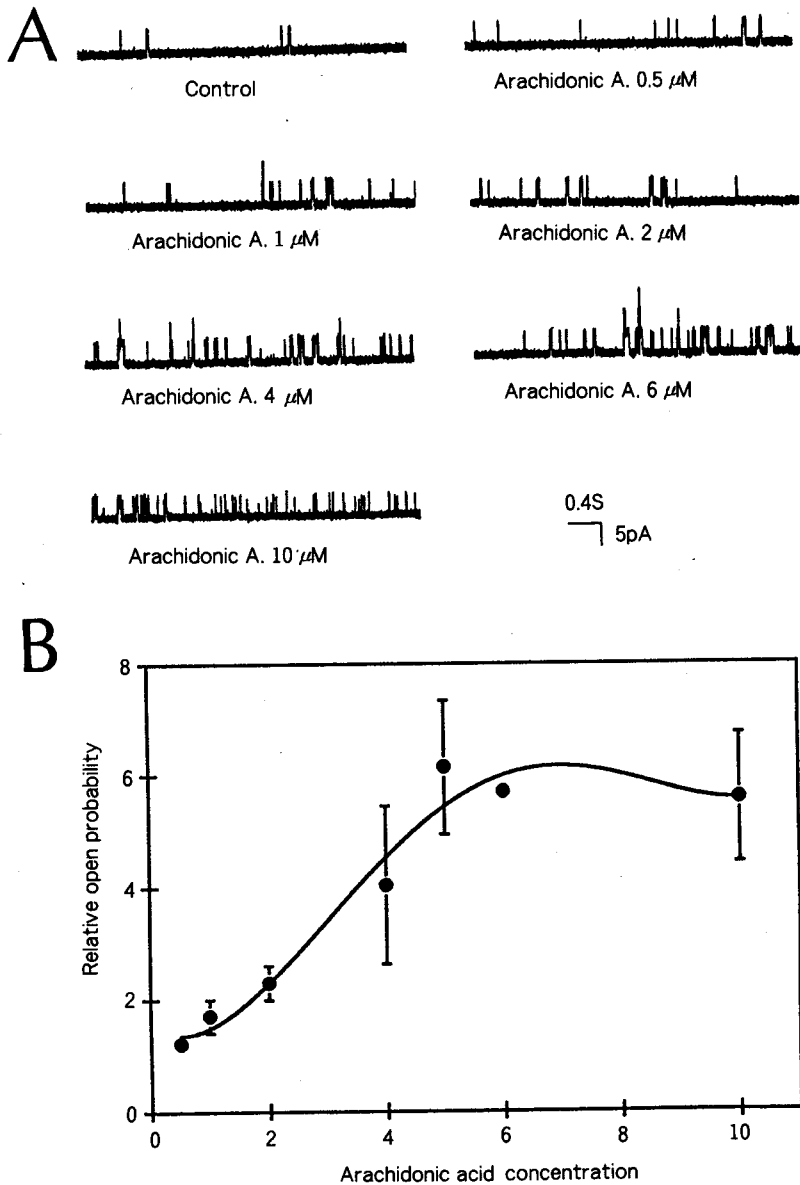 A
Control
Arachidonic A. 0.5 μM
Arachidonic A. 1 μM
Arachidonic A. 2 μM
Arachidonic A. 4 μM
Arachidonic A. 6 μM
Arachidonic A. 10 μM
0.4S
5pA
B
Relative open probability
8
6
4
2
0
0 2 4 6 8 10
Arachidonic acid concentration